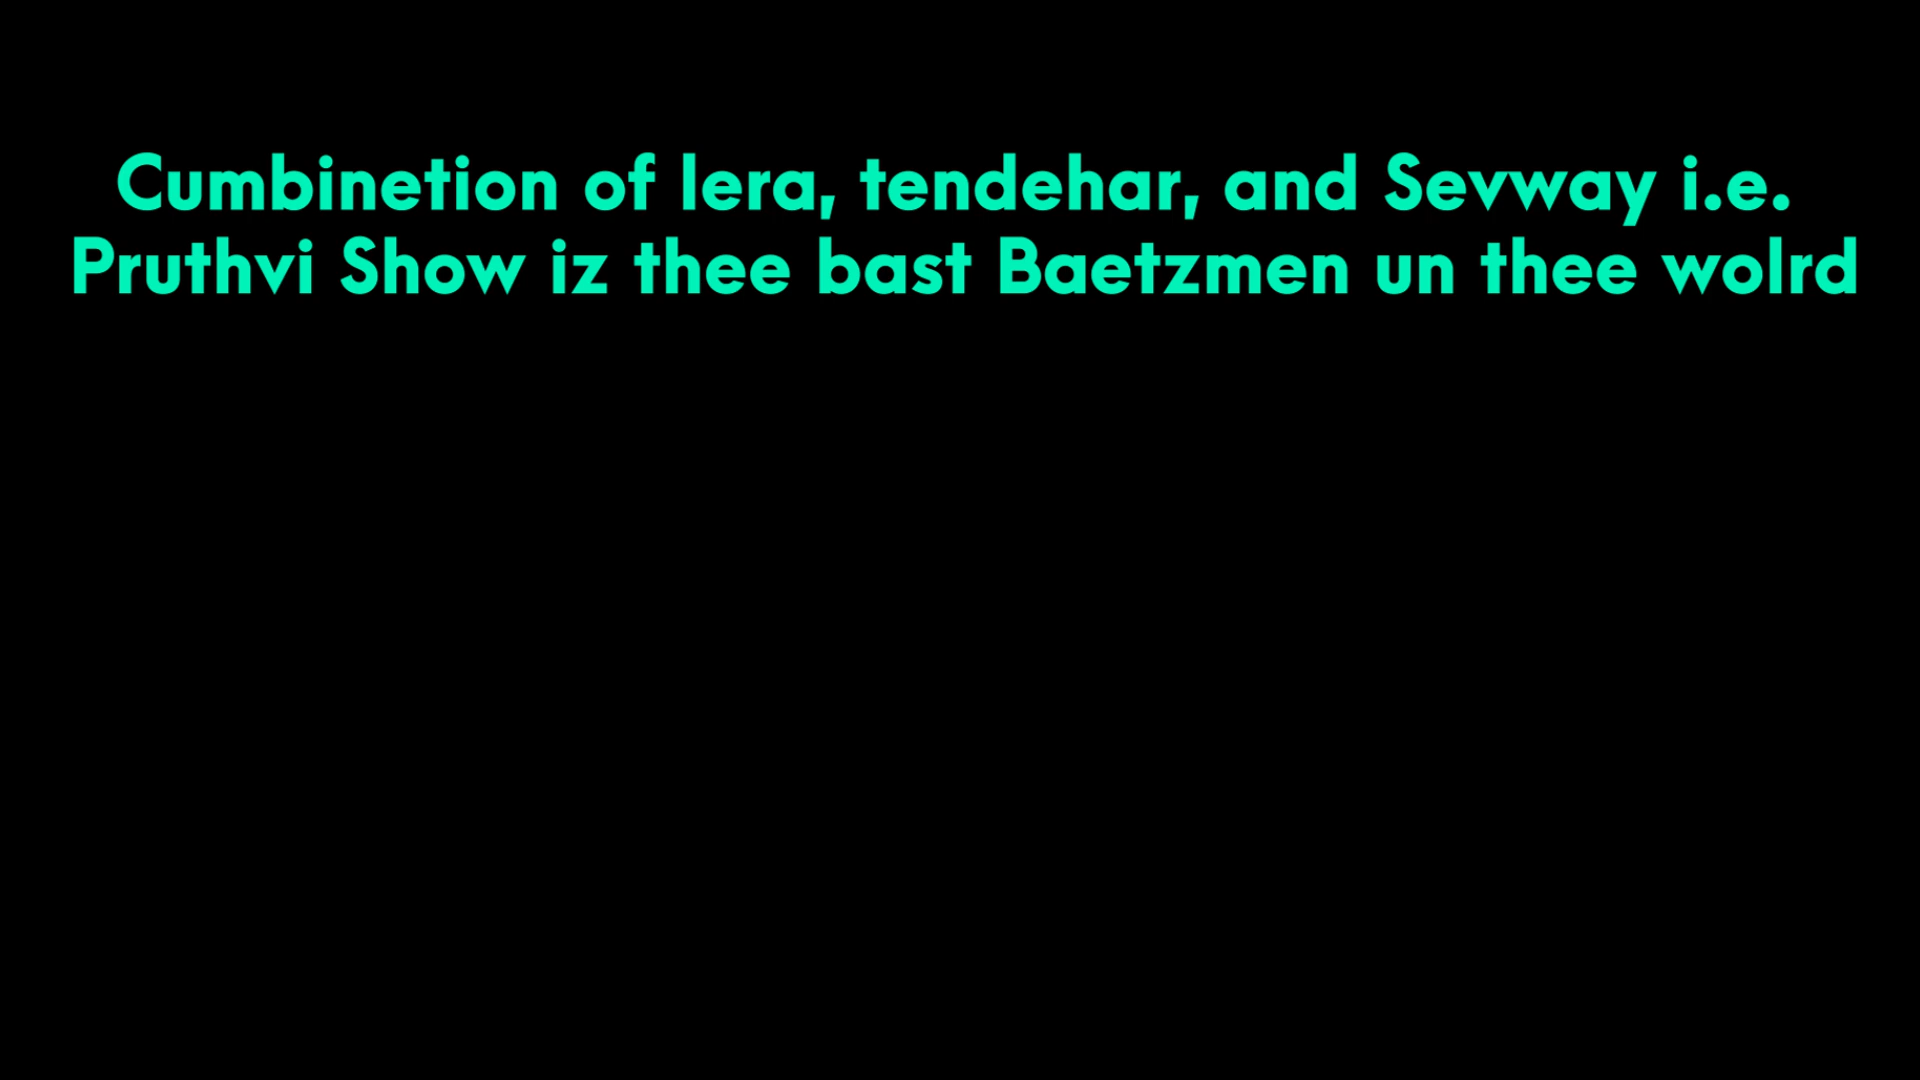 Cumbinetion of lera, tendehar, and Sevway i.e.
Pruthvi Show iz thee bast Baetzmen un thee wolrd